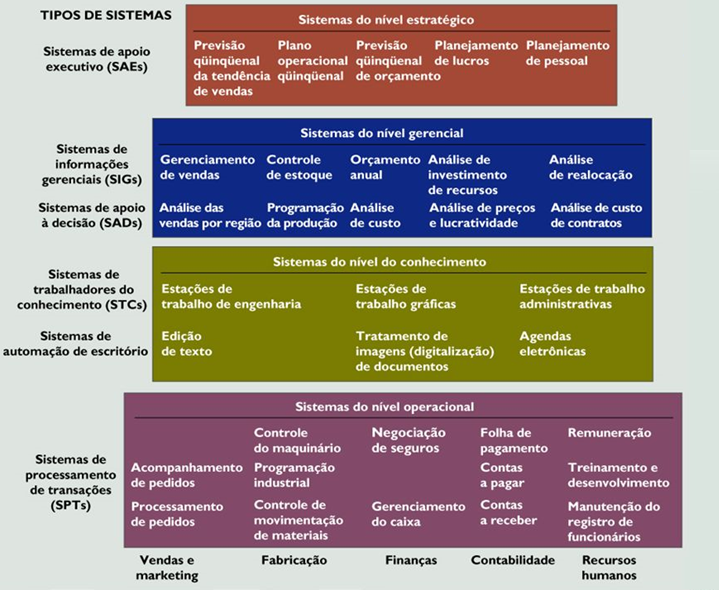 TIPOS DE SISTEMAS
Sistemas do nível estratégico
Sistemas de apoio
executivo (SAEs)
Previsão
qüinqüenal
da tendência
de vendas
Plano
operacional
qüinqüenal
Previsão
qüinqüenal
de orçamento
Planejamento
de lucros
Planejamento
de pessoal
Sistemas do nível gerencial
Sistemas de
informações
gerenciais (SIGs)
Gerenciamento
de vendas
Controle
de estoque
Orçamento
anual
Análise de
investimento
de recursos
Análise
de realocação
Sistemas de apoio
à decisão (SADs)
Análise das
vendas por região
Programação
da produção
Análise
de custo
Análise de preços
e lucratividade
Análise de custo
de contratos
Sistemas do nível do conhecimento
Sistemas de
trabalhadores do
conhecimento (STCs)
Estações de
trabalho de engenharia
Estações de
trabalho gráficas
Estações de trabalho
administrativas
Sistemas de
automação de escritório
Edição
de texto
Tratamento de
imagens (digitalização)
de documentos
Agendas
eletrônicas
Sistemas do nível operacional
Sistemas de
processamento
de transações
(SPTs)
Controle
do maquinário
Negociação
de seguros
Folha de
pagamento
Remuneração
Acompanhamento
de pedidos
Programação
industrial
Contas
a pagar
Treinamento e
desenvolvimento
Processamento
de pedidos
Controle de
movimentação
de materiais
Gerenciamento
do caixa
Contas
a receber
Manutenção do
registro de
funcionários
Vendas e
marketing
Fabricação
Finanças
Contabilidade
Recursos
humanos